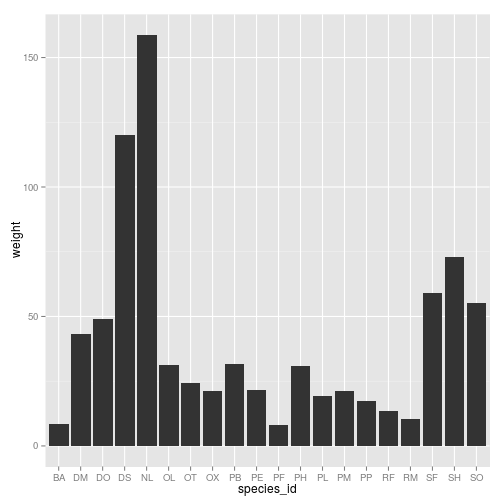 150
100
50
0
weight
BA DM DO DS NL OL OT OX PB PE PF PH PL PM PP RF RM SF SH SO
species_id